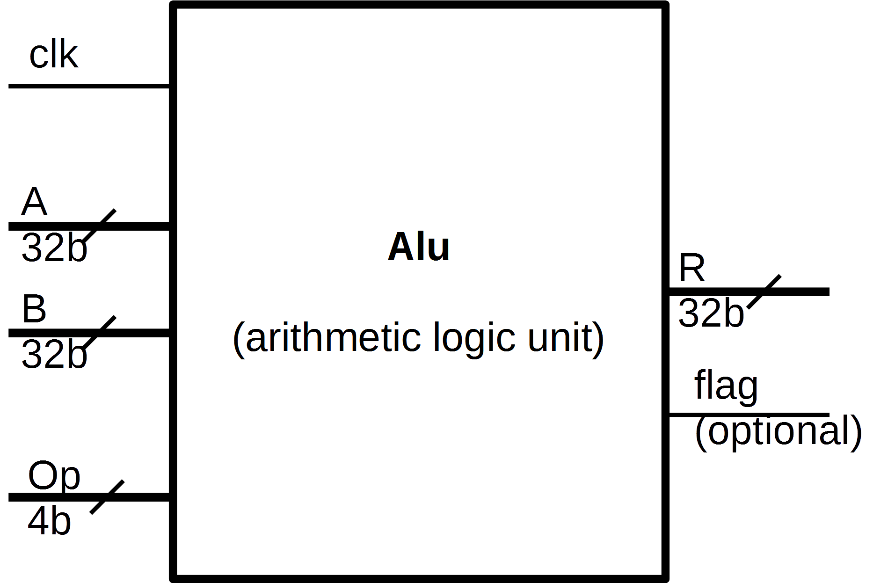 clk
A
32b
B
32b
Op
4b
Alu
(arithmetic logic unit)
R
32b
flag
(optional)